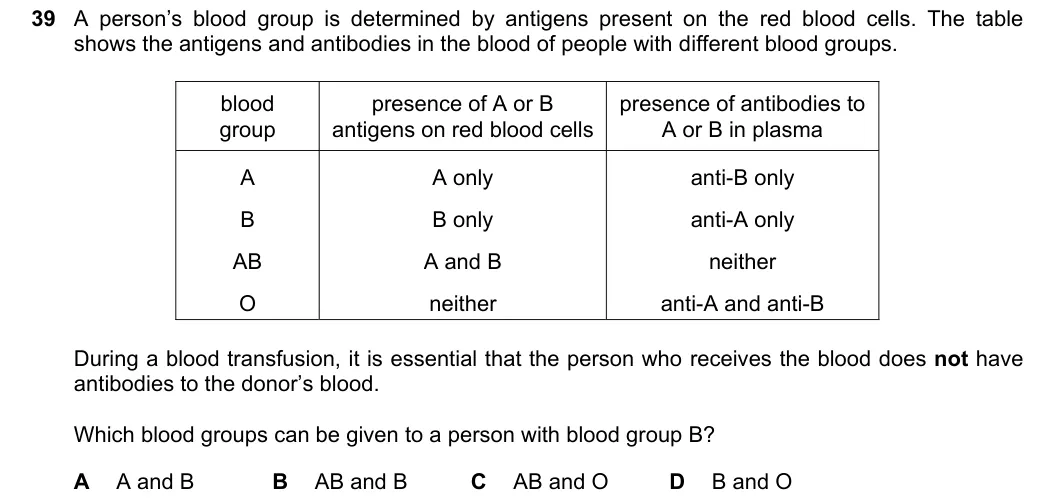 39 A person's blood group is determined by antigens present on the red blood cells. The table
shows the antigens and antibodies in the blood of people with different blood groups.
blood group | presence of A or B antigens on red blood cells | presence of antibodies to A or B in plasma
A | A only | anti-B only
B | B only | anti-A only
AB | A and B | neither
O | neither | anti-A and anti-B
During a blood transfusion, it is essential that the person who receives the blood does not have
antibodies to the donor's blood.
Which blood groups can be given to a person with blood group B?
A A and B B AB and B C AB and O D B and O